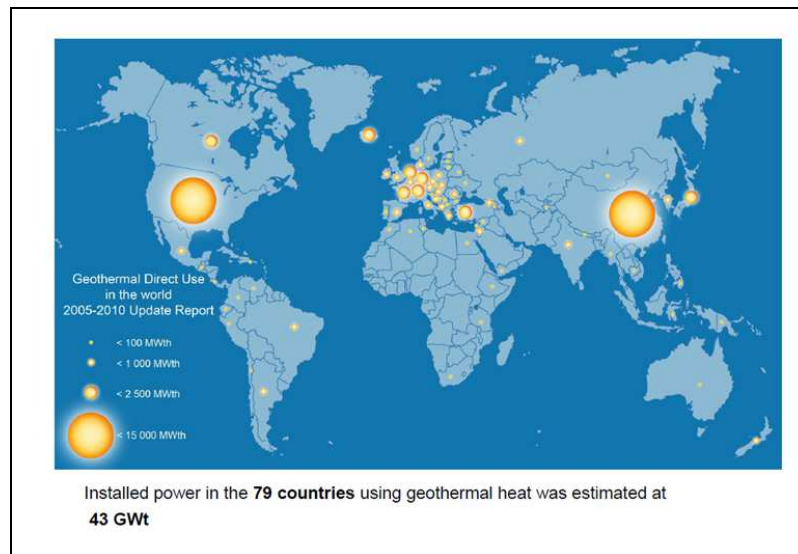 Geothermal Direct Use
in the world
2005-2010 Update Report
< 100 MWth
< 1 000 MWth
< 2 500 MWth
< 15 000 MWth
Installed power in the 79 countries using geothermal heat was estimated at
43 GWt